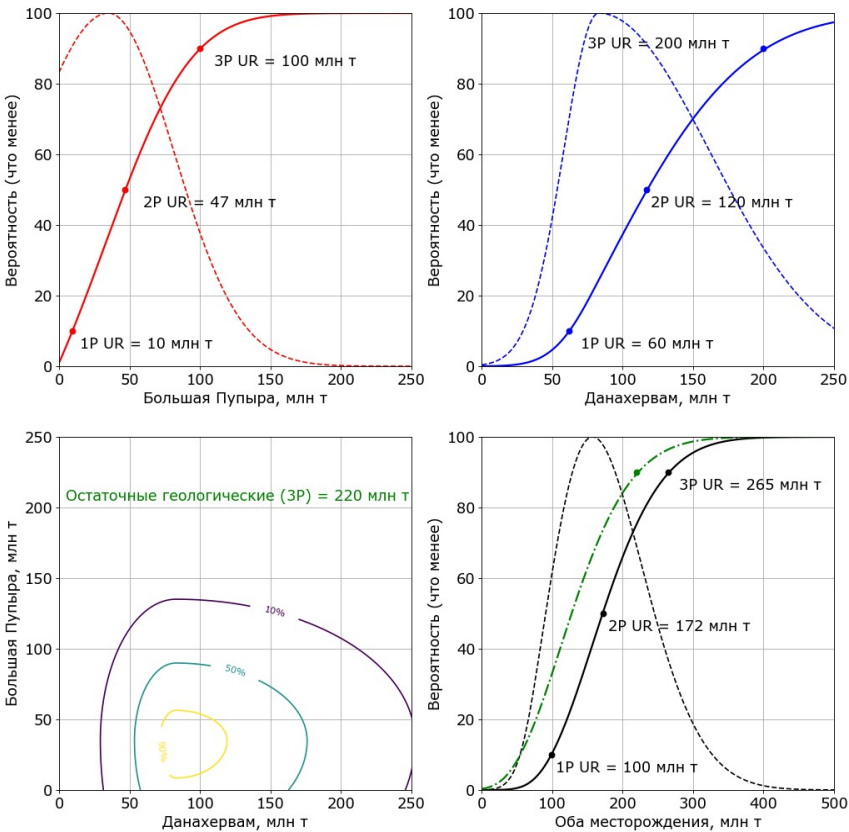 Вероятность (что менее)
100
80
60
40
20
0
3P UR = 100 млн т
2P UR = 47 млн т
1P UR = 10 млн т
0 50 100 150 200 250
Большая Пупыра, млн т
Вероятность (что менее)
100
80
60
40
20
0
3P UR = 200 млн т
2P UR = 120 млн т
1P UR = 60 млн т
0 50 100 150 200 250
Данахервам, млн т
Большая Пупыра, млн т
250
200
150
100
50
0
Остаточные геологические (3P) = 220 млн т
10%
50%
90%
0 50 100 150 200 250
Данахервам, млн т
Вероятность (что менее)
100
80
60
40
20
0
3P UR = 265 млн т
2P UR = 172 млн т
1P UR = 100 млн т
0 100 200 300 400 500
Оба месторождения, млн т